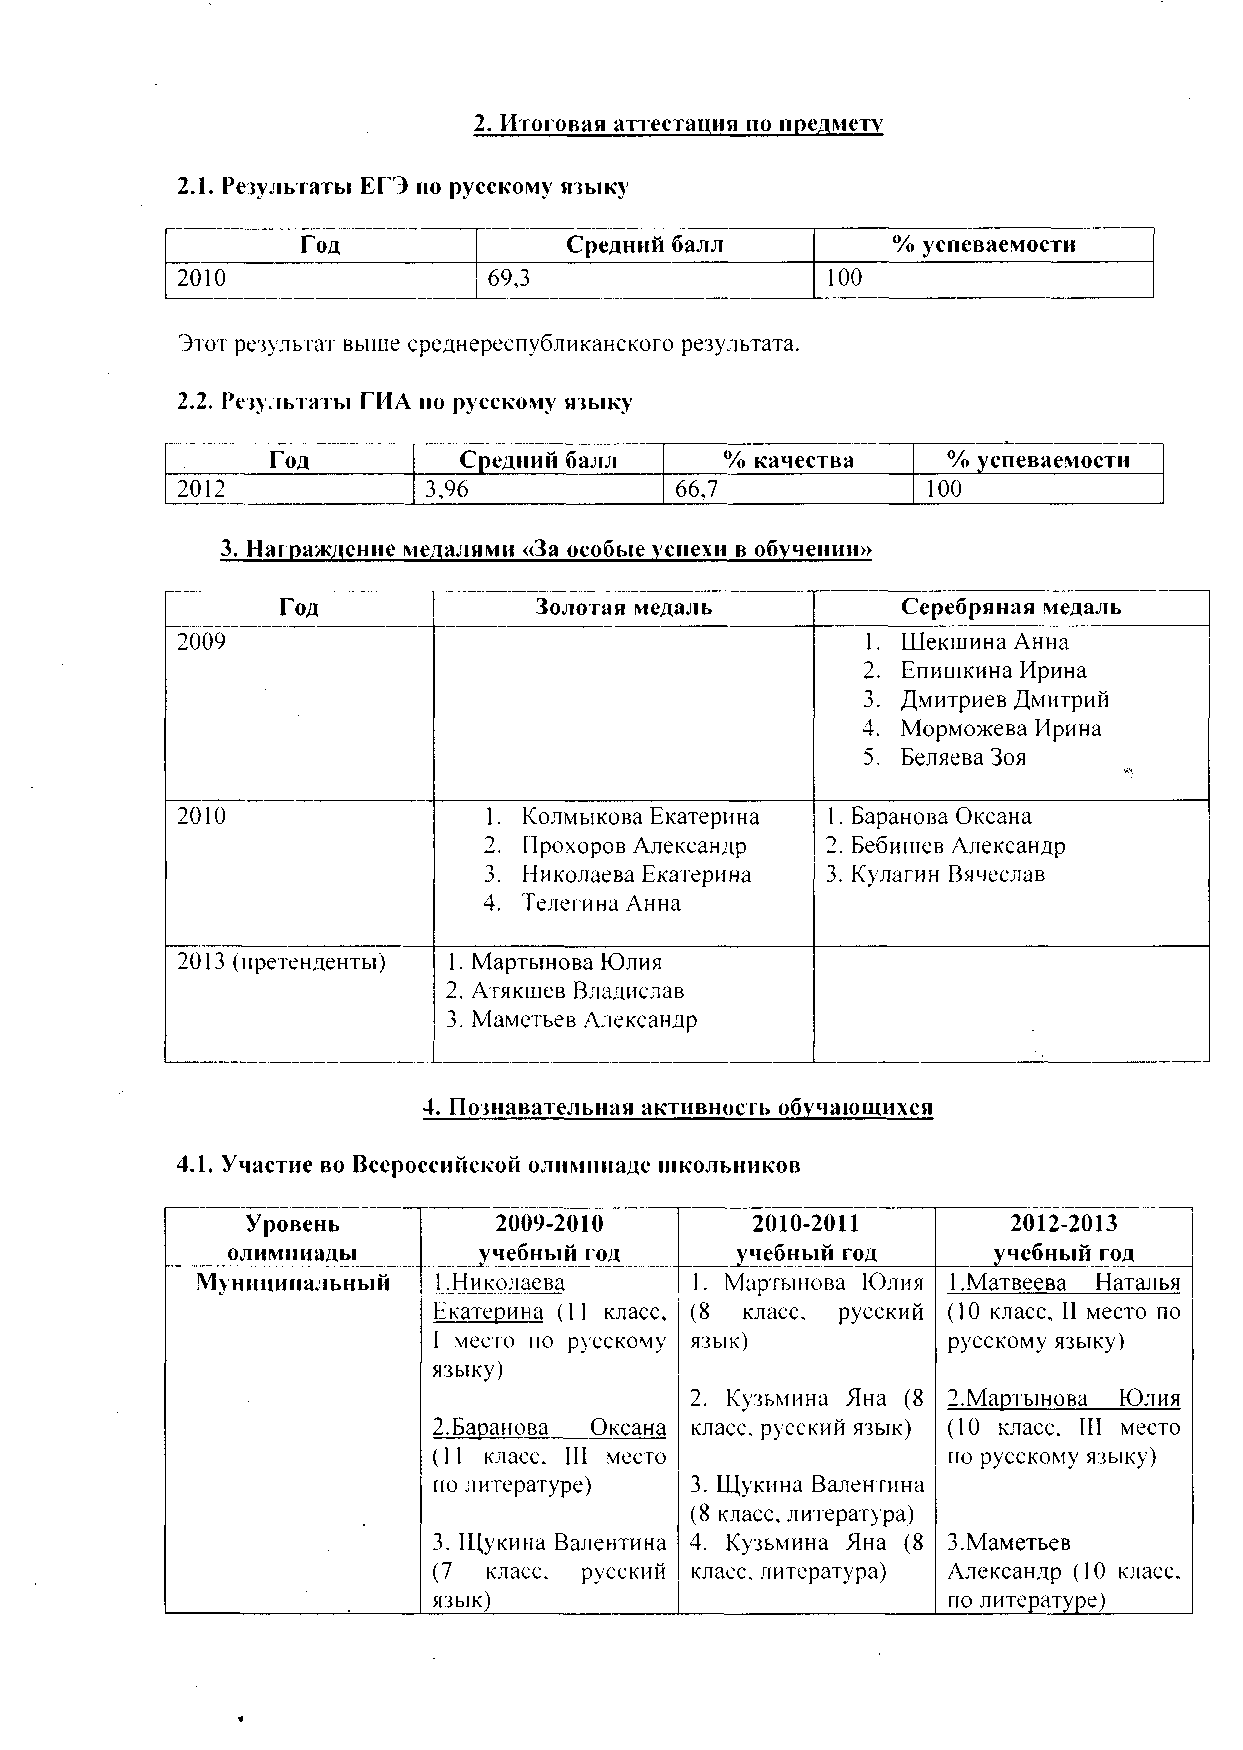 2. Итоговая аттестация по предмету
2.1. Результаты ЕГЭ по русскому языку
Год Средний балл % успеваемости
2010 69,3 100
Этот результат выше среднереспубликанского результата.
2.2. Результаты ГИА по русскому языку
Год Средний балл % качества % успеваемости
2012 3,96 66,7 100
3. Награждение медалями «За особые успехи в обучении»
Год Золотая медаль Серебряная медаль
2009
1. Шекшина Анна
2. Епишкина Ирина
3. Дмитриев Дмитрий
4. Морможева Ирина
5. Беляева Зоя
2010
1. Колмыкова Екатерина
2. Прохоров Александр
3. Николаева Екатерина
4. Телегина Анна
1. Баранова Оксана
2. Бебишев Александр
3. Кулагин Вячеслав
2013 (претенденты)
1. Мартынова Юлия
2. Атякшев Владислав
3. Маметьев Александр
4. Познавательная активность обучающихся
4.1. Участие во Всероссийской олимпиаде школьников
Уровень
олимпиады
2009-2010
учебный год
2010-2011
учебный год
2012-2013
учебный год
Муниципальный
1.Николаева
Екатерина (11 класс,
I место по русскому
языку)
2.Баранова Оксана
(11 класс, III место
по литературе)
3. Щукина Валентина
(7 класс, русский
язык)
1. Мартынова Юлия
(8 класс, русский
язык)
2. Кузьмина Яна (8
класс, русский язык)
3. Щукина Валентина
(8 класс, литература)
4. Кузьмина Яна (8
класс, литература)
1.Матвеева Наталья
(10 класс, II место по
русскому языку)
2.Мартынова Юлия
(10 класс, III место
по русскому языку)
3.Маметьев
Александр (10 класс,
по литературе)